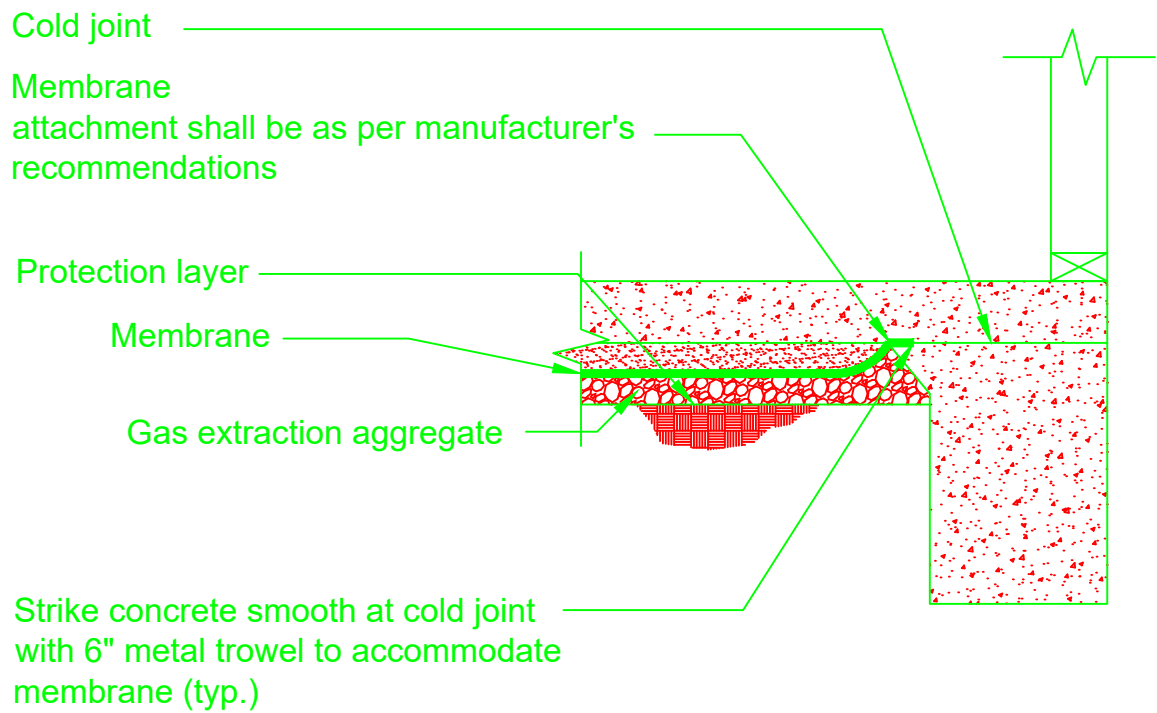 Cold joint
Membrane
attachment shall be as per manufacturer's
recommendations
Protection layer
Membrane
Gas extraction aggregate
Strike concrete smooth at cold joint
with 6" metal trowel to accommodate
membrane (typ.)